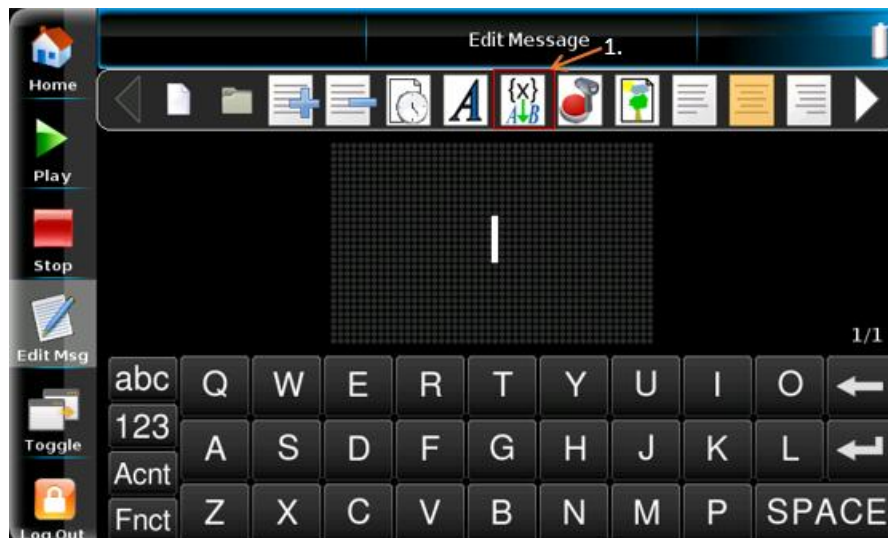 Edit Message
1.
Home
{x}
A B
A
Play
Stop
1/1
Edit Msg
abc Q W E R T Y U I O
Toggle
123
A S D F G H J K L
Acnt
Fnct Z X C V B N M P SPACE
Log Out